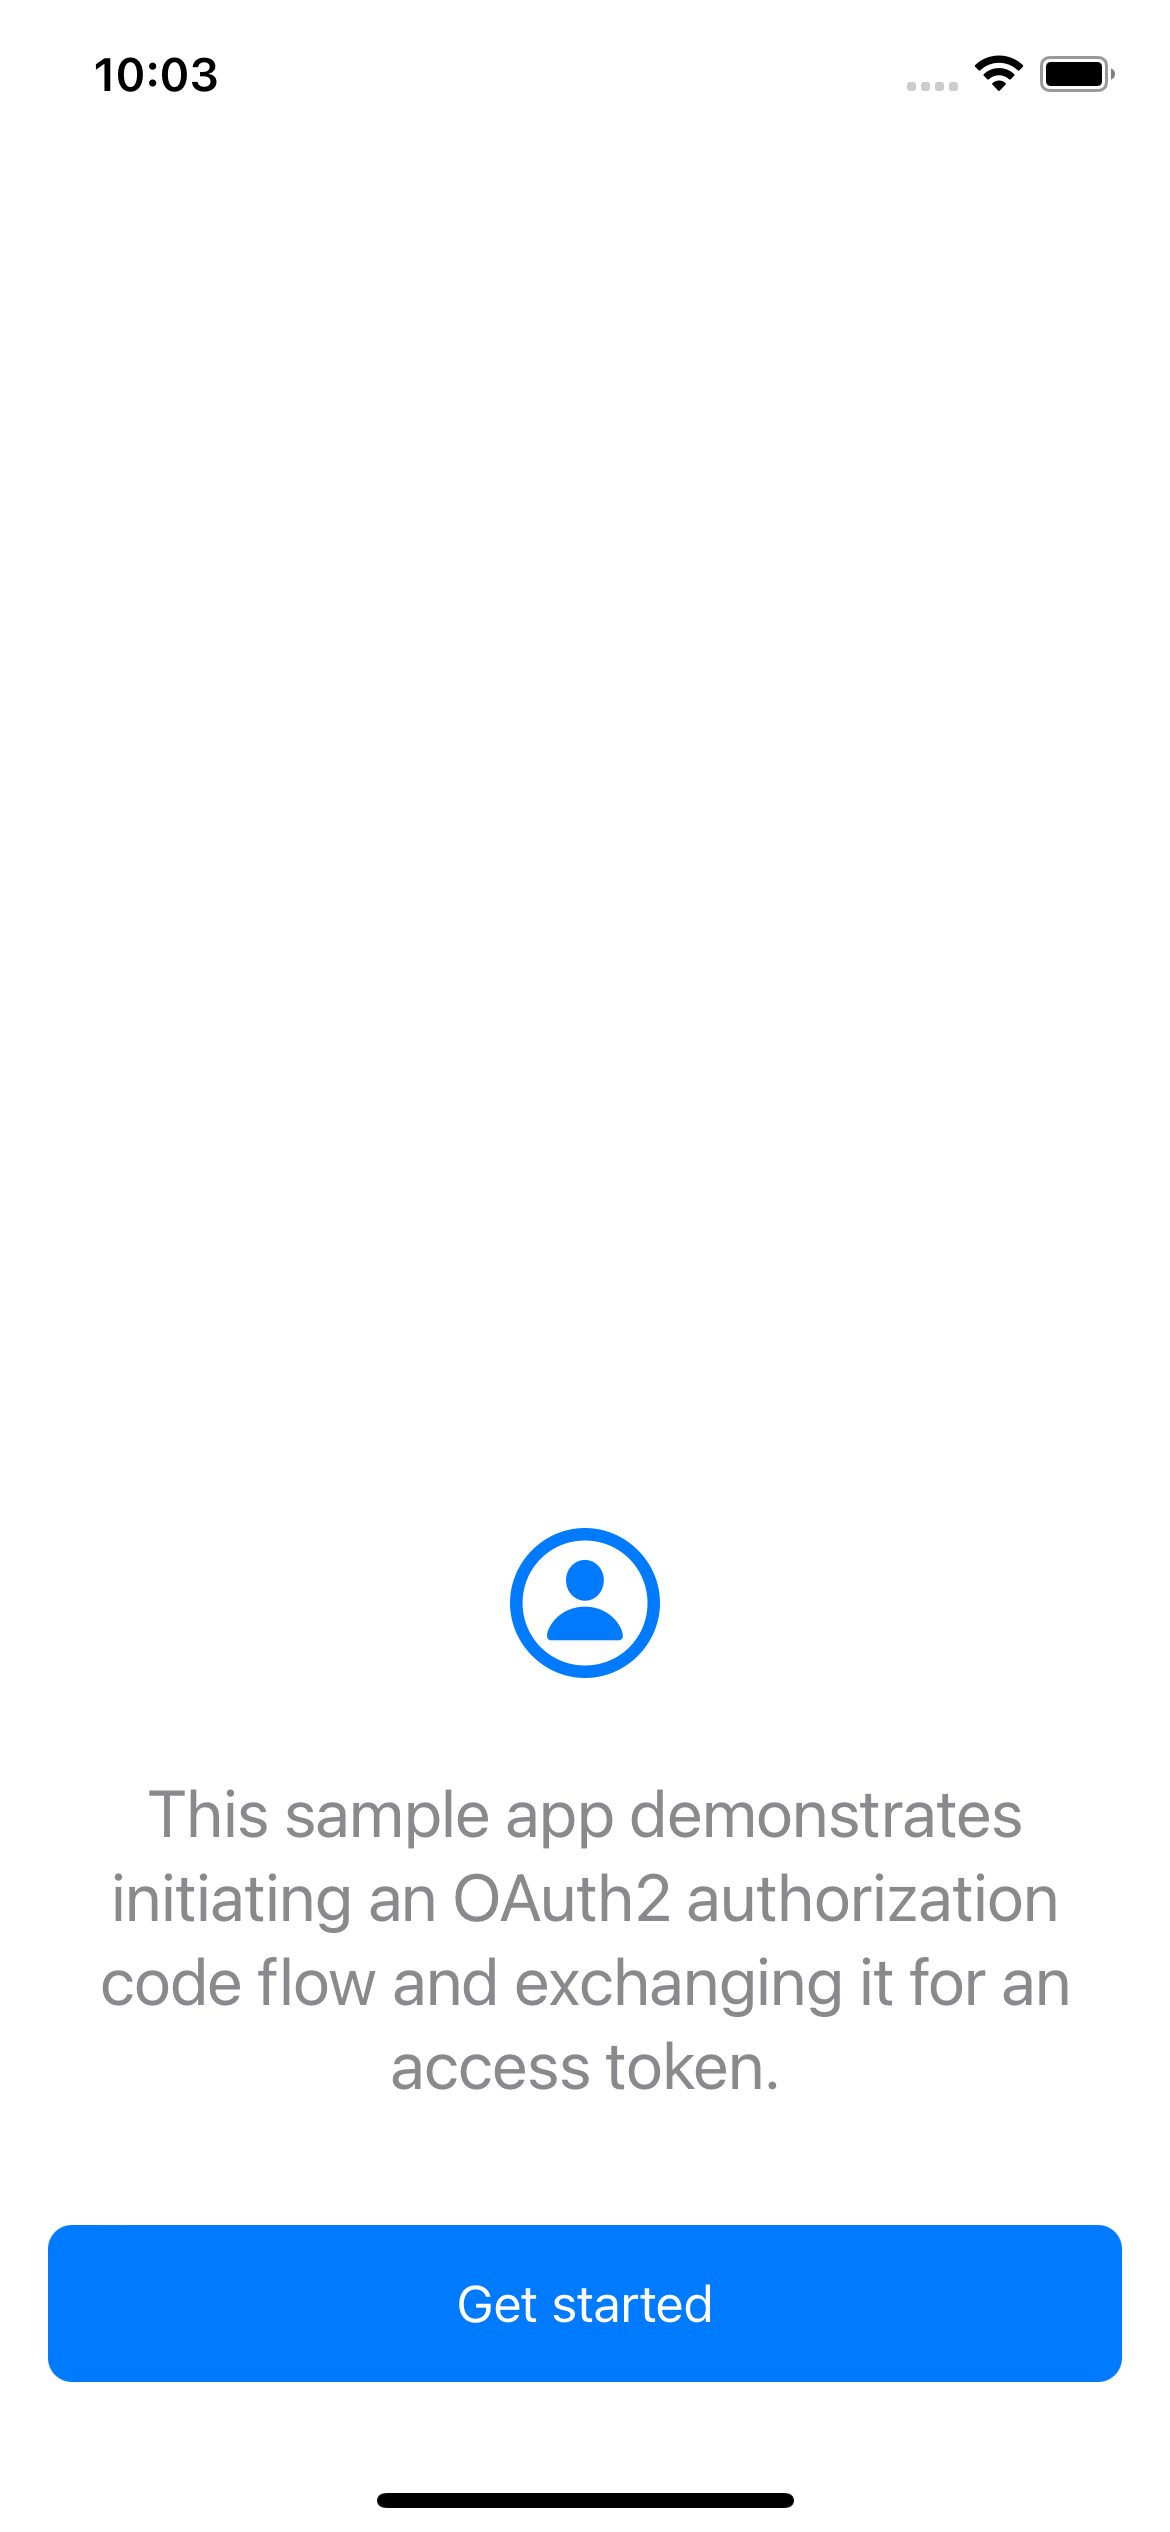 10:03
This sample app demonstrates
initiating an OAuth2 authorization
code flow and exchanging it for an
access token.
Get started